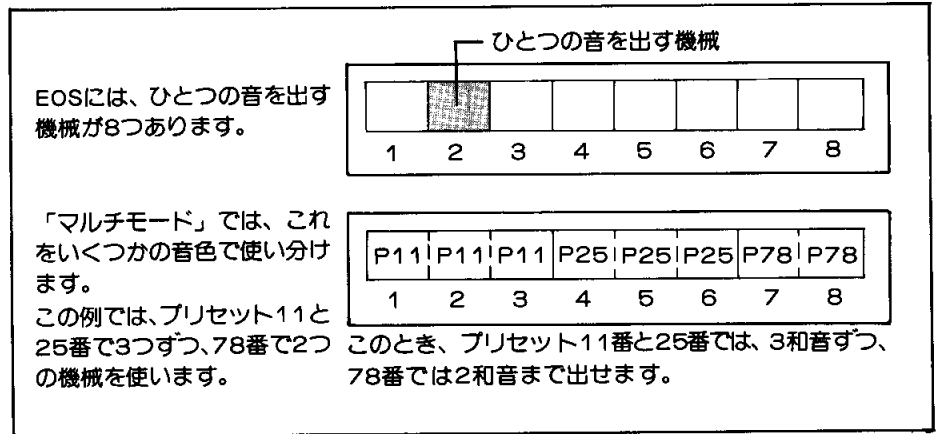 ひとつの音を出す機械
EOSには、ひとつの音を出す
機械が8つあります。
1 2 3 4 5 6 7 8
「マルチモード」では、これ
をいくつかの音色で使い分け
ます。
この例では、プリセット11と
25番で3つずつ、78番で2つ
の機械を使います。
P11 P11 P11 P25 P25 P25 P78 P78
1 2 3 4 5 6 7 8
このとき、プリセット11番と25番では、3和音ずつ、
78番では2和音まで出せます。